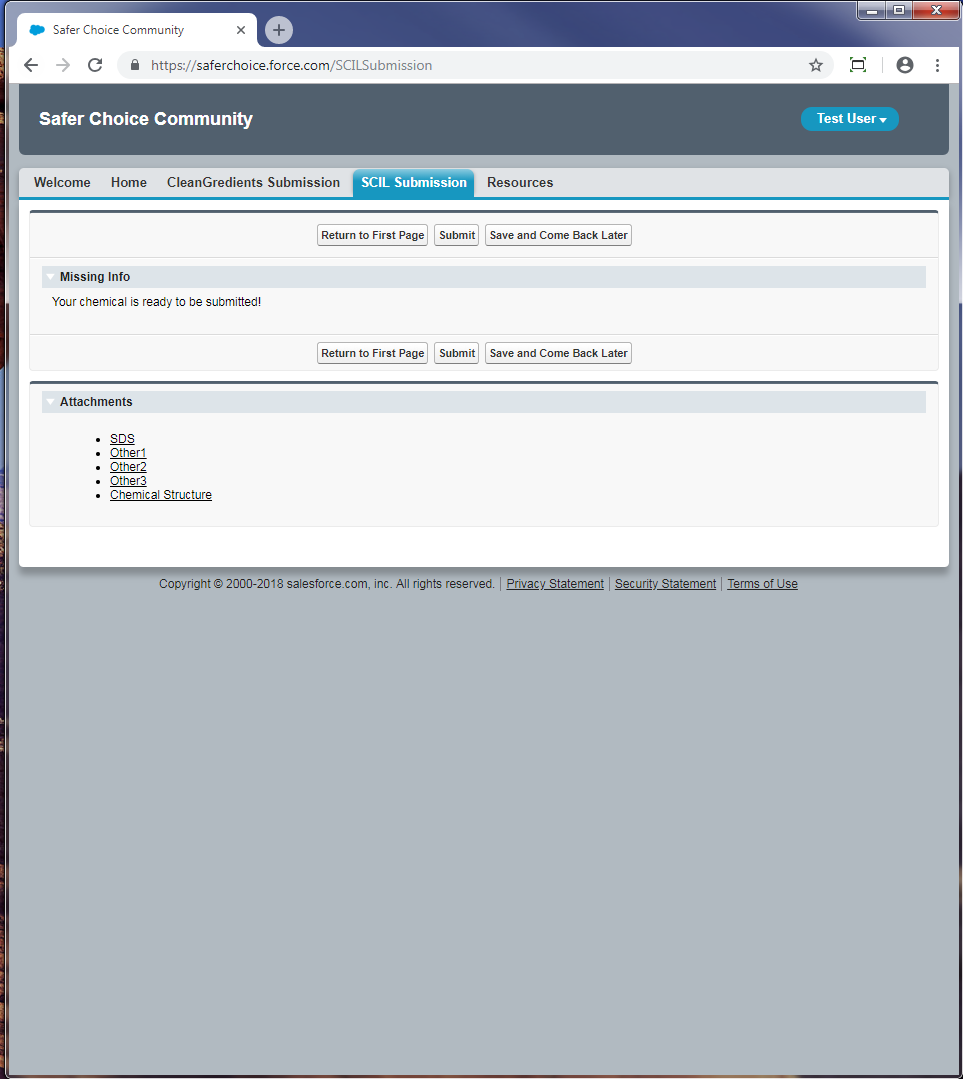 Safer Choice Community
https://saferchoice.force.com/SCILSubmission
Safer Choice Community
Test User
Welcome Home CleanGredients Submission SCIL Submission Resources
Return to First Page Submit Save and Come Back Later
Missing Info
Your chemical is ready to be submitted!
Return to First Page Submit Save and Come Back Later
Attachments
SDS
Other1
Other2
Other3
Chemical Structure
Copyright © 2000-2018 salesforce.com, inc. All rights reserved. | Privacy Statement | Security Statement | Terms of Use